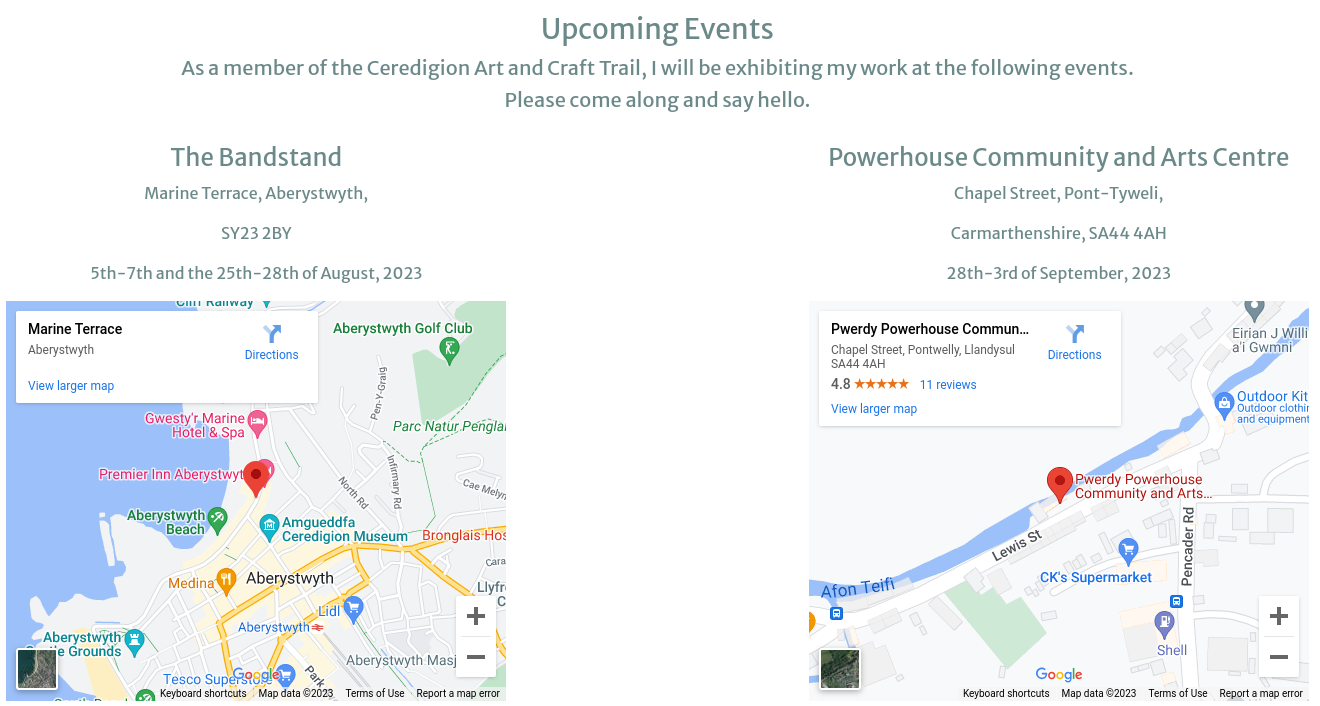 Upcoming Events
As a member of the Ceredigion Art and Craft Trail, I will be exhibiting my work at the following events.
Please come along and say hello.
The Bandstand
Marine Terrace, Aberystwyth,
SY23 2BY
5th-7th and the 25th-28th of August, 2023
Cliff Railway
Marine Terrace
Aberystwyth
Directions
View larger map
Aberystwyth Golf Club
Pen-Y-Graig
Gwesty'r Marine
Hotel & Spa
Parc Natur Penglai
Premier Inn Aberystwyt
Infirmary Rd
North Rd
Cae Melyn
Aberystwyth
Beach
Amgueddfa
Ceredigion Museum
Bronglais Hos
Cara
Medina
Aberystwyth
Llyfr
C
Lidl
Aberystwyth
Aberystwyth
tle Grounds
Aberystwyth Masj
Park
Tesco Superstore
Google
South Beach
Keyboard shortcuts
Map data ©2023
Terms of Use
Report a map error
Powerhouse Community and Arts Centre
Chapel Street, Pont-Tyweli,
Carmarthenshire, SA44 4AH
28th-3rd of September, 2023
Pwerdy Powerhouse Commun...
Chapel Street, Pontwelly, Llandysul
SA44 4AH
4.8 ★★★★★ 11 reviews
Directions
View larger map
Eirian J Willi
a'i Gwmni
Outdoor Kit
Outdoor clothin
and equipment
Pwerdy Powerhouse
Community and Arts...
Lewis St
Pencader Rd
CK's Supermarket
Afon Teifi
Shell
Google
Keyboard shortcuts
Map data ©2023
Terms of Use
Report a map error